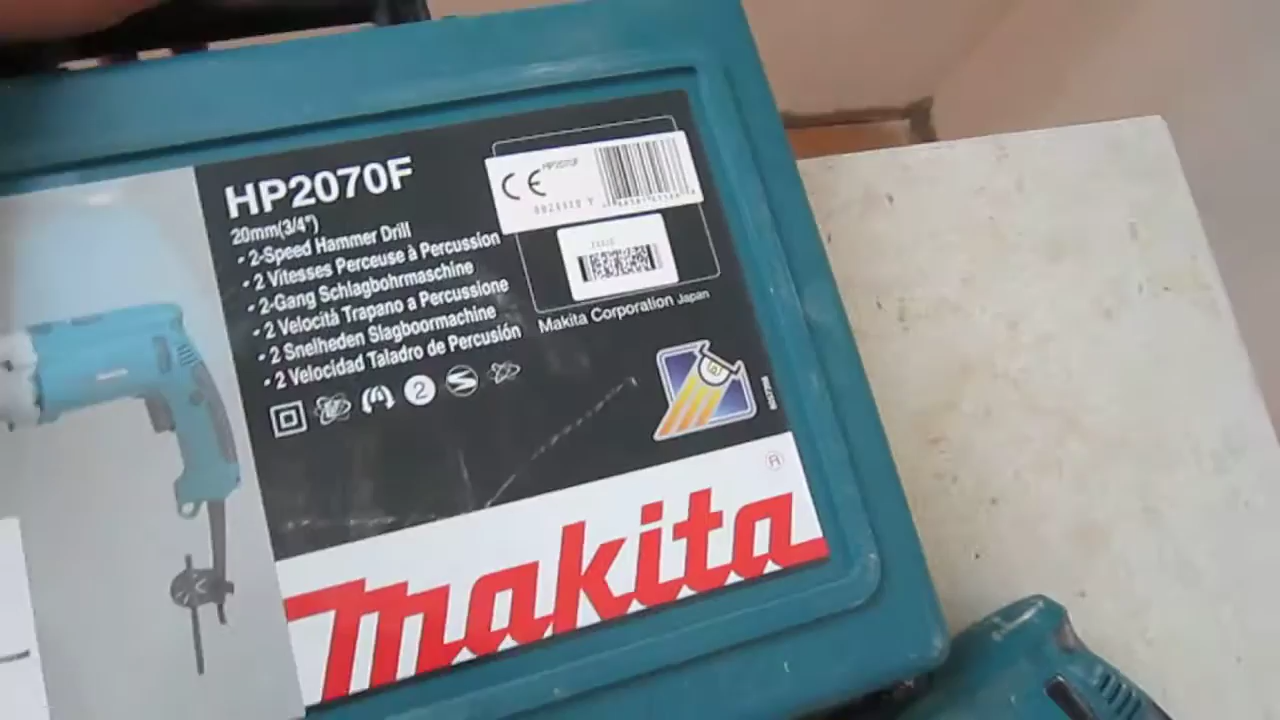 HP2070F
20mm(3/4")
• 2-Speed Hammer Drill
• 2 Vitesses Perceuse à Percussion
• 2-Gang Schlagbohrmaschine
• 2 Velocità Trapano a Percussione
• 2 Snelheden Slagboormachine
• 2 Velocidad Taladro de Percusión
2
CE
HP2070F
Makita Corporation Japan
makita
®